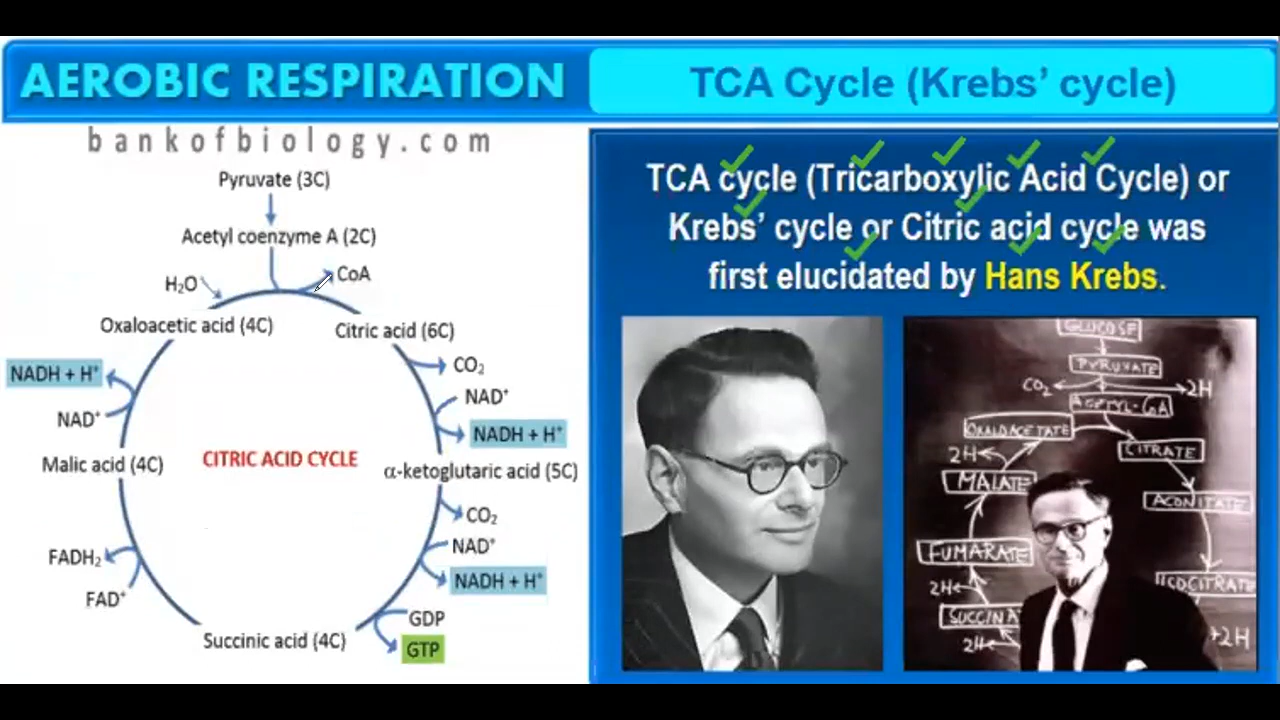 AEROBIC RESPIRATION
TCA Cycle (Krebs' cycle)
bankofbiology.com
Pyruvate (3C)
Acetyl coenzyme A (2C)
H₂O
CoA
Oxaloacetic acid (4C)
Citric acid (6C)
NADH + H⁺
CO₂
NAD⁺
NAD⁺
NADH + H⁺
Malic acid (4C)
CITRIC ACID CYCLE
α-ketoglutaric acid (5C)
CO₂
FADH₂
NAD⁺
NADH + H⁺
FAD⁺
GDP
Succinic acid (4C)
GTP
TCA cycle (Tricarboxylic Acid Cycle) or
Krebs' cycle or Citric acid cycle was
first elucidated by Hans Krebs.
GLUCOSE
PYRUVATE
CO₂
2H
ACETYL-CoA
OXALOACETATE
CITRATE
2H
MALATE
ACONITATE
FUMARATE
ISOCITRATE
2H
SUCCINA
2H
+2H